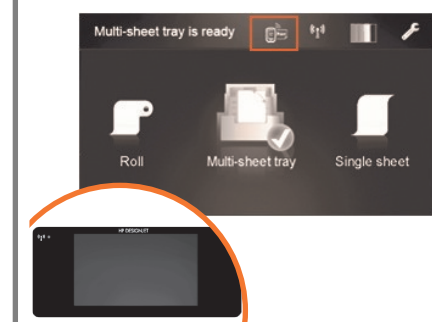 Multi-sheet tray is ready
Roll
Multi-sheet tray
Single sheet
HP DESIGNJET